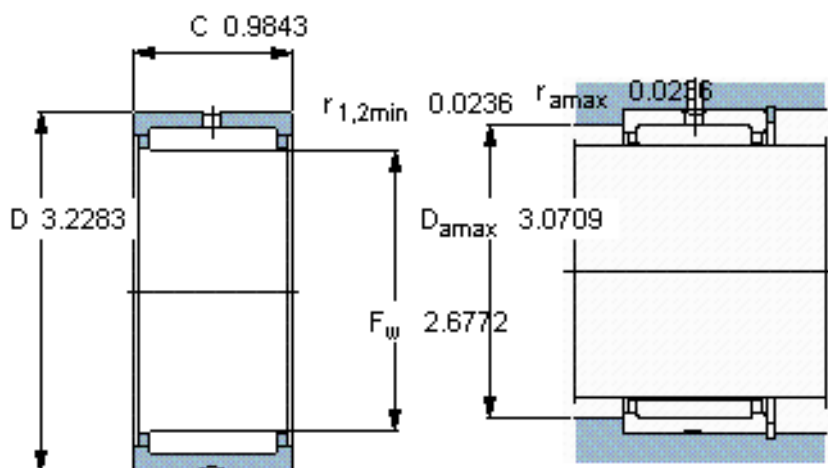 C 0.9843
r1,2min 0.0236
ramax 0.0236
D 3.2283
Damax 3.0709
Fw 2.6772